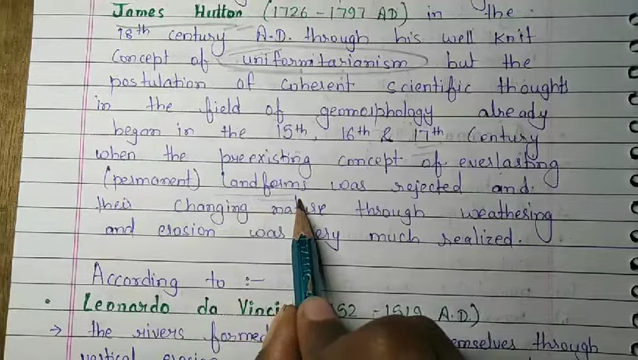 James Hutton (1726 - 1797 AD) in the
18th century A.D. through his well knit
concept of uniformitarianism but the
postulation of coherent scientific thoughts
in the field of geomorphology already
began in the 15th, 16th & 17th Century
when the preexisting concept of everlasting
(permanent) landforms was rejected and
their changing nature through weathering
and erosion was very much realized.
According to :-
• Leonardo da Vinci 52 - 1519 A.D.)
→ the rivers formed themselves through
vertical erosion